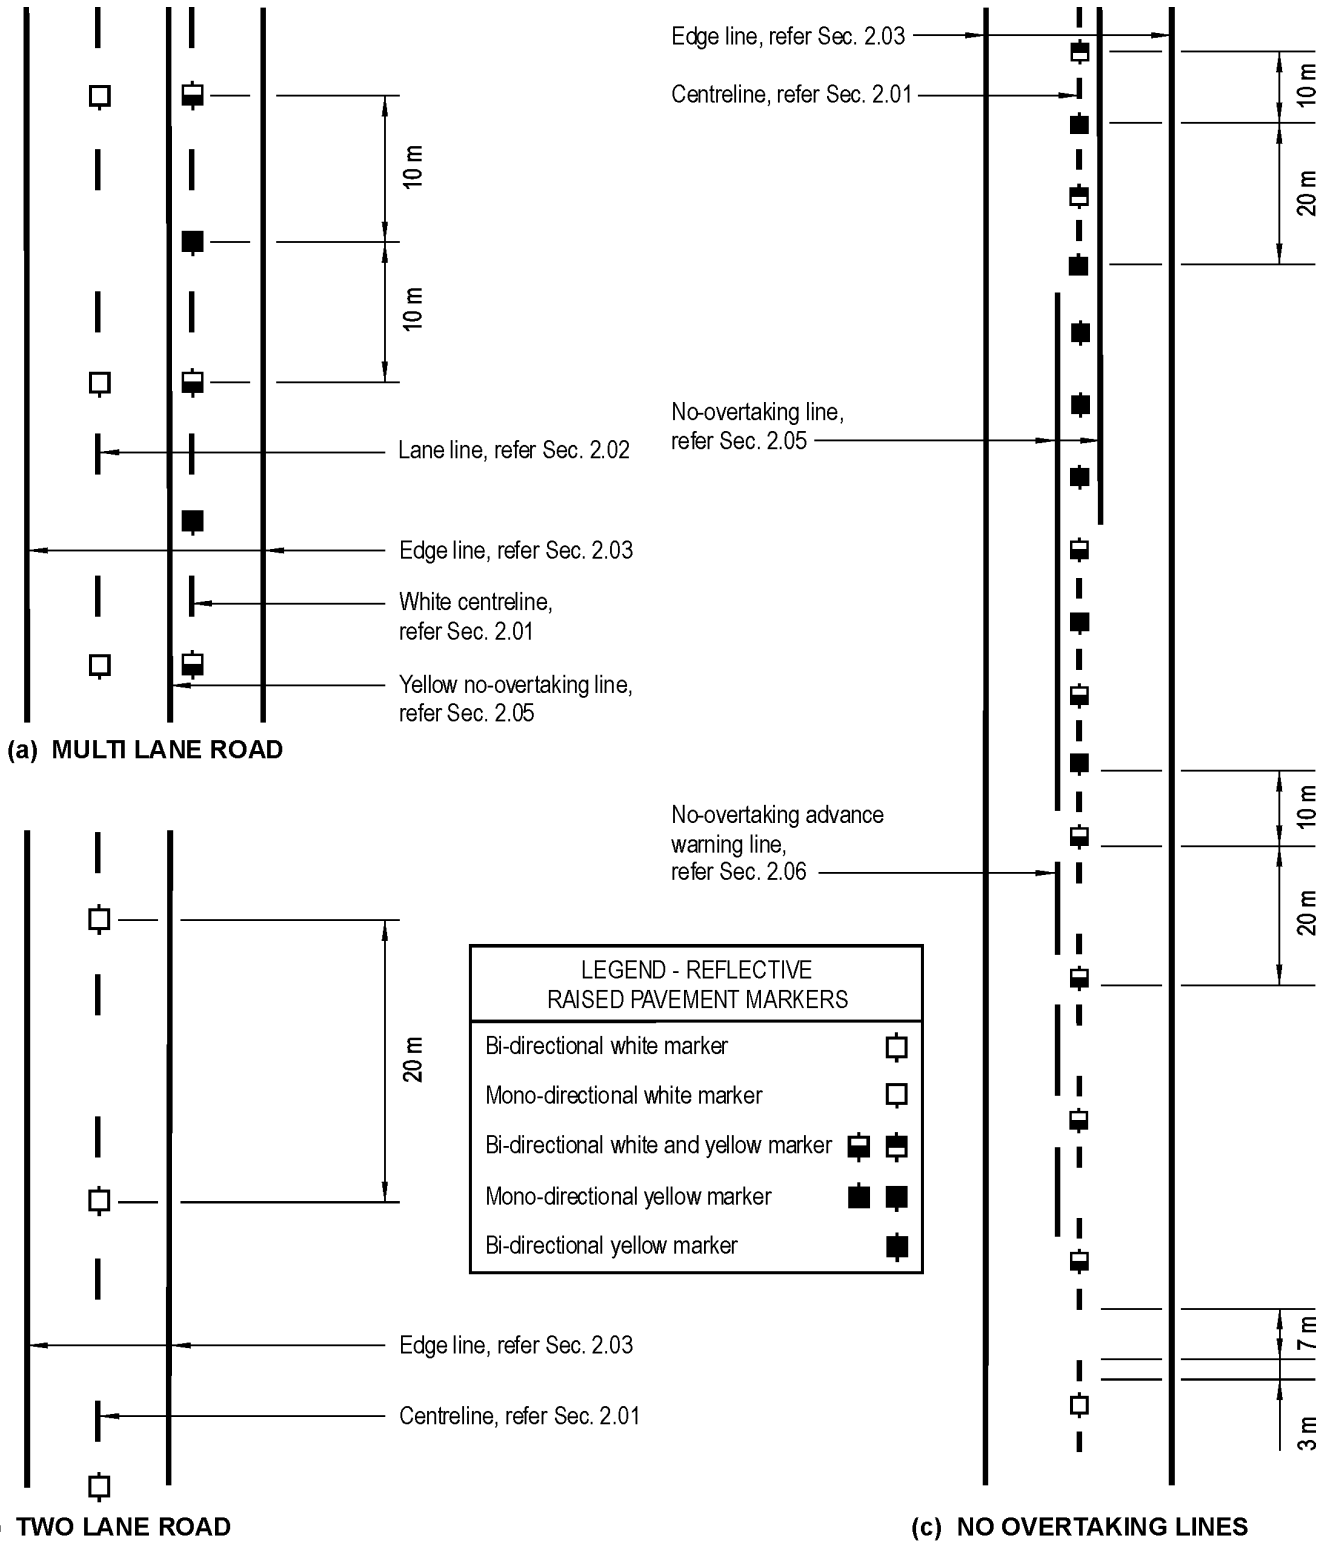 10 m
10 m
Lane line, refer Sec. 2.02
Edge line, refer Sec. 2.03
White centreline,
refer Sec. 2.01
Yellow no-overtaking line,
refer Sec. 2.05
(a) MULTI LANE ROAD
20 m
Edge line, refer Sec. 2.03
Centreline, refer Sec. 2.01
TWO LANE ROAD
LEGEND - REFLECTIVE
RAISED PAVEMENT MARKERS
Bi-directional white marker
Mono-directional white marker
Bi-directional white and yellow marker
Mono-directional yellow marker
Bi-directional yellow marker
Edge line, refer Sec. 2.03
Centreline, refer Sec. 2.01
10 m
20 m
No-overtaking line,
refer Sec. 2.05
No-overtaking advance
warning line,
refer Sec. 2.06
10 m
20 m
7 m
3 m
(c) NO OVERTAKING LINES